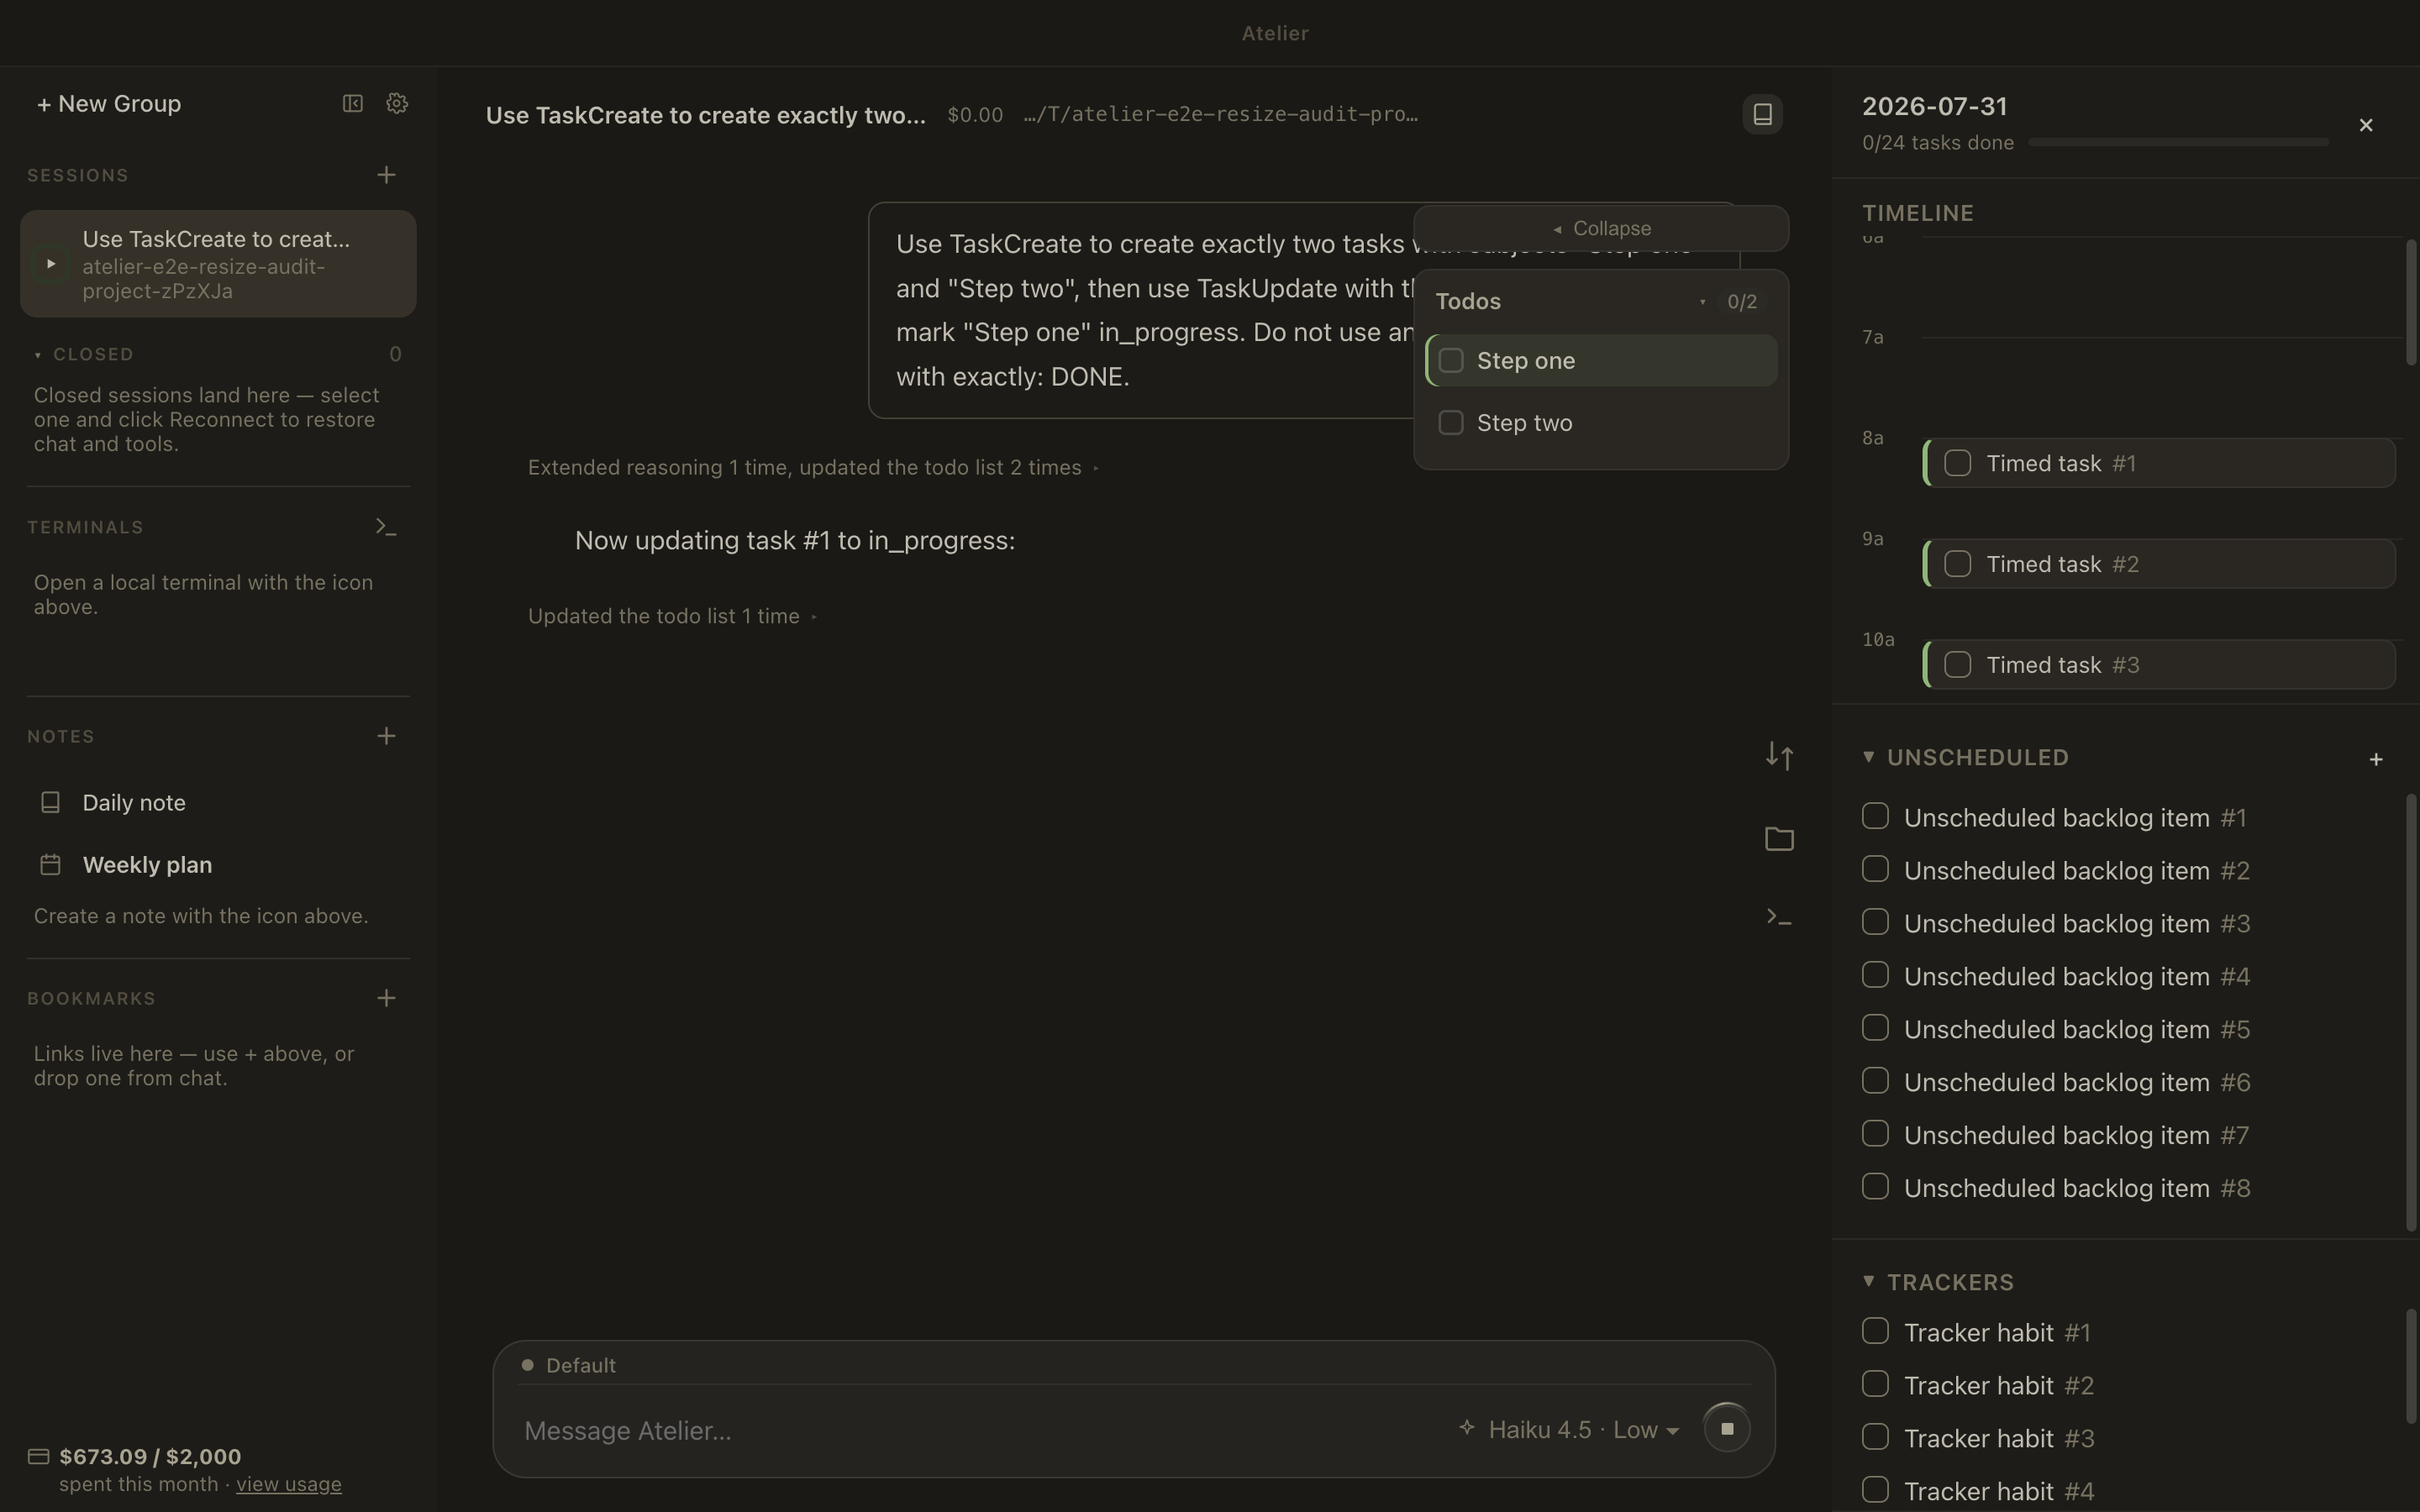 Atelier
+ New Group
SESSIONS
Use TaskCreate to creat...
atelier-e2e-resize-audit-
project-zPzXJa
CLOSED 0
Closed sessions land here — select
one and click Reconnect to restore
chat and tools.
TERMINALS
Open a local terminal with the icon
above.
NOTES
Daily note
Weekly plan
Create a note with the icon above.
BOOKMARKS
Links live here — use + above, or
drop one from chat.
$673.09 / $2,000
spent this month · view usage
Use TaskCreate to create exactly two... $0.00 …/T/atelier-e2e-resize-audit-pro…
Use TaskCreate to create exactly two tasks
and "Step two", then use TaskUpdate with
mark "Step one" in_progress. Do not use
with exactly: DONE.
Collapse
Todos 0/2
Step one
Step two
Extended reasoning 1 time, updated the todo list 2 times
Now updating task #1 to in_progress:
Updated the todo list 1 time
Default
Message Atelier...
Haiku 4.5 · Low
2026-07-31
0/24 tasks done
TIMELINE
7a
8a
Timed task #1
9a
Timed task #2
10a
Timed task #3
UNSCHEDULED +
Unscheduled backlog item #1
Unscheduled backlog item #2
Unscheduled backlog item #3
Unscheduled backlog item #4
Unscheduled backlog item #5
Unscheduled backlog item #6
Unscheduled backlog item #7
Unscheduled backlog item #8
TRACKERS
Tracker habit #1
Tracker habit #2
Tracker habit #3
Tracker habit #4